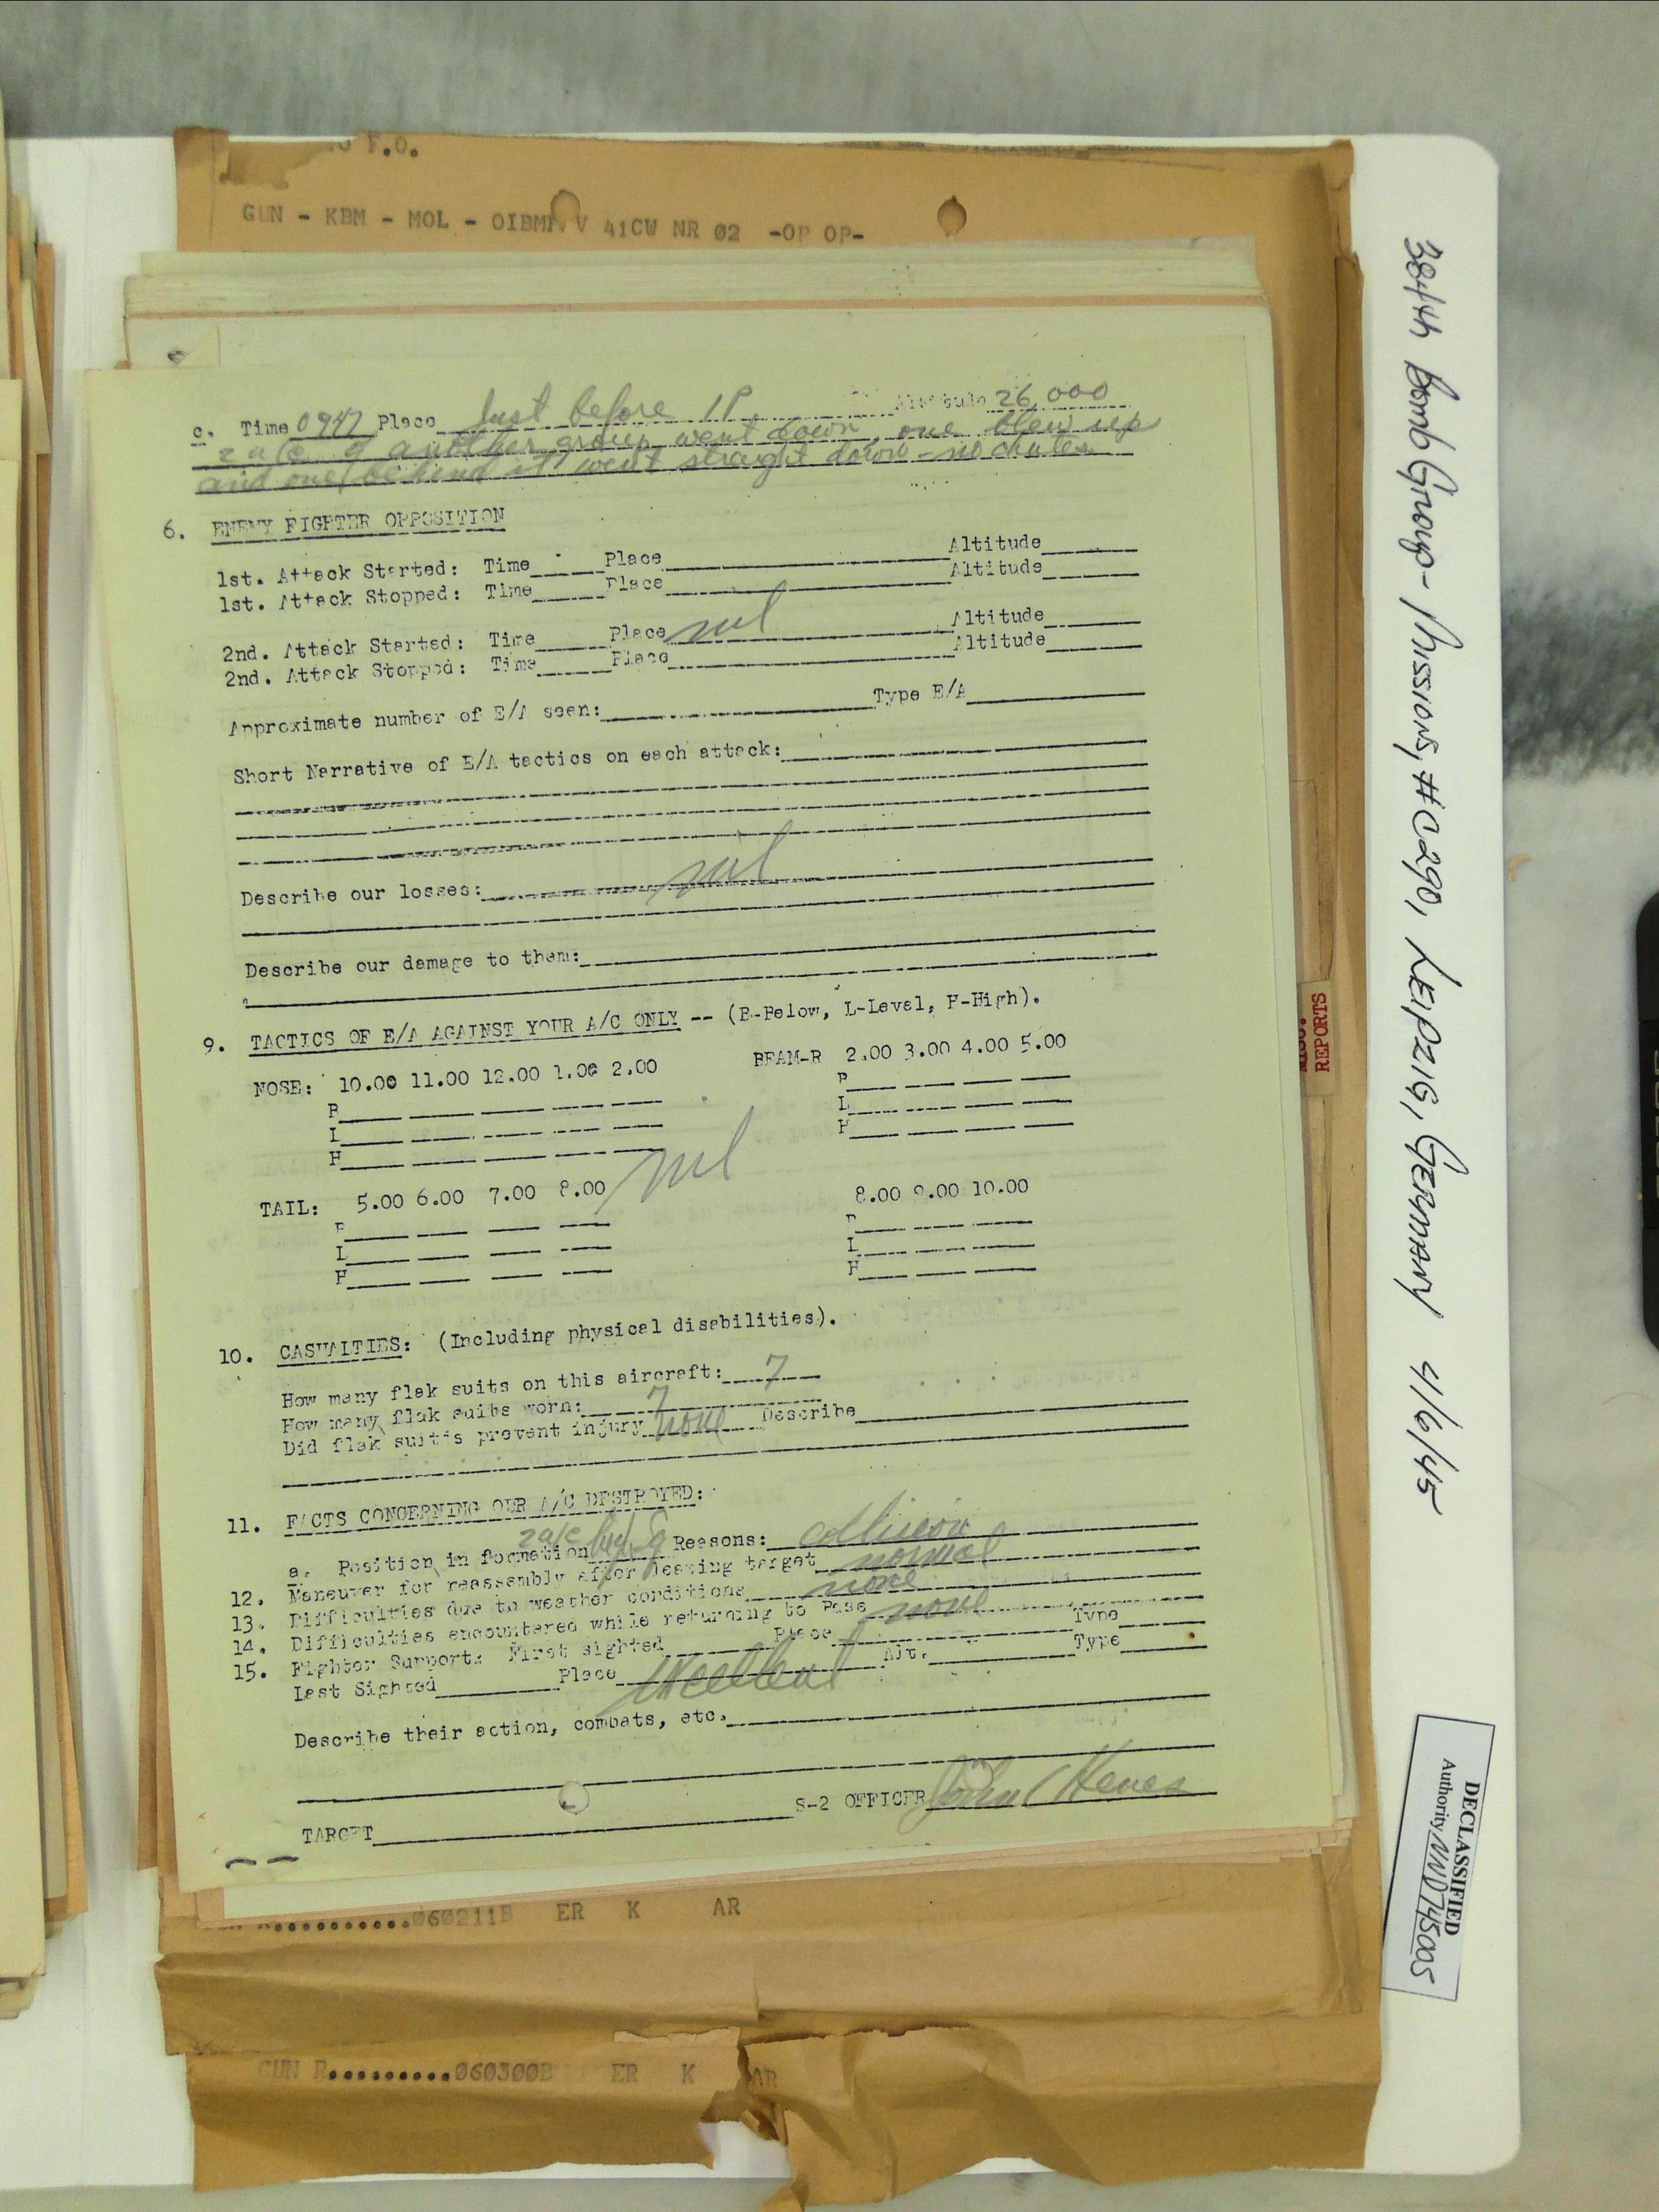 F.O.
GUN - KBM - MOL - OIBMN V 41CW NR 02 -OP OP-
c. Time 0947 Place Just before IP. Altitude 26,000
2 a/c of another group went down, one blew up
and one behind it went straight down - no chutes.
6. ENEMY FIGHTER OPPOSITION
1st. Attack Started: Time Place Altitude
1st. Attack Stopped: Time Place Altitude
2nd. Attack Started: Time Place nil Altitude
2nd. Attack Stopped: Time Place Altitude
Approximate number of E/A seen: Type E/A
Short Narrative of E/A tactics on each attack:
Describe our losses: nil
Describe our damage to them:
9. TACTICS OF E/A AGAINST YOUR A/C ONLY -- (B-Below, L-Level, H-High).
NOSE: 10.00 11.00 12.00 1.00 2.00 BEAM-R 2.00 3.00 4.00 5.00
B B
L L
H H
nil
TAIL: 5.00 6.00 7.00 8.00 8.00 9.00 10.00
B B
L L
H H
10. CASUALTIES: (Including physical disabilities).
How many flak suits on this aircraft: 7
How many flak suits worn: 7
Did flak suits prevent injury none Describe
11. FACTS CONCERNING OUR A/C DESTROYED:
a. Position in formation 2 a/c Reasons: collision
12. Maneuver for reassembly after leaving target normal
13. Difficulties due to weather conditions none
14. Difficulties encountered while returning to Base none
15. Fighter Support: First sighted Place Type
Last Sighted Place excellent Alt. Type
Describe their action, combats, etc.
S-2 OFFICER John C Henes
TARGET
060211B ER K AR
GUN R..........060300B ER K AR
MISC. REPORTS
384th Bomb Group - Missions, #C290, LEIPZIG, GERMANY 4/6/45
DECLASSIFIED
Authority NND745005